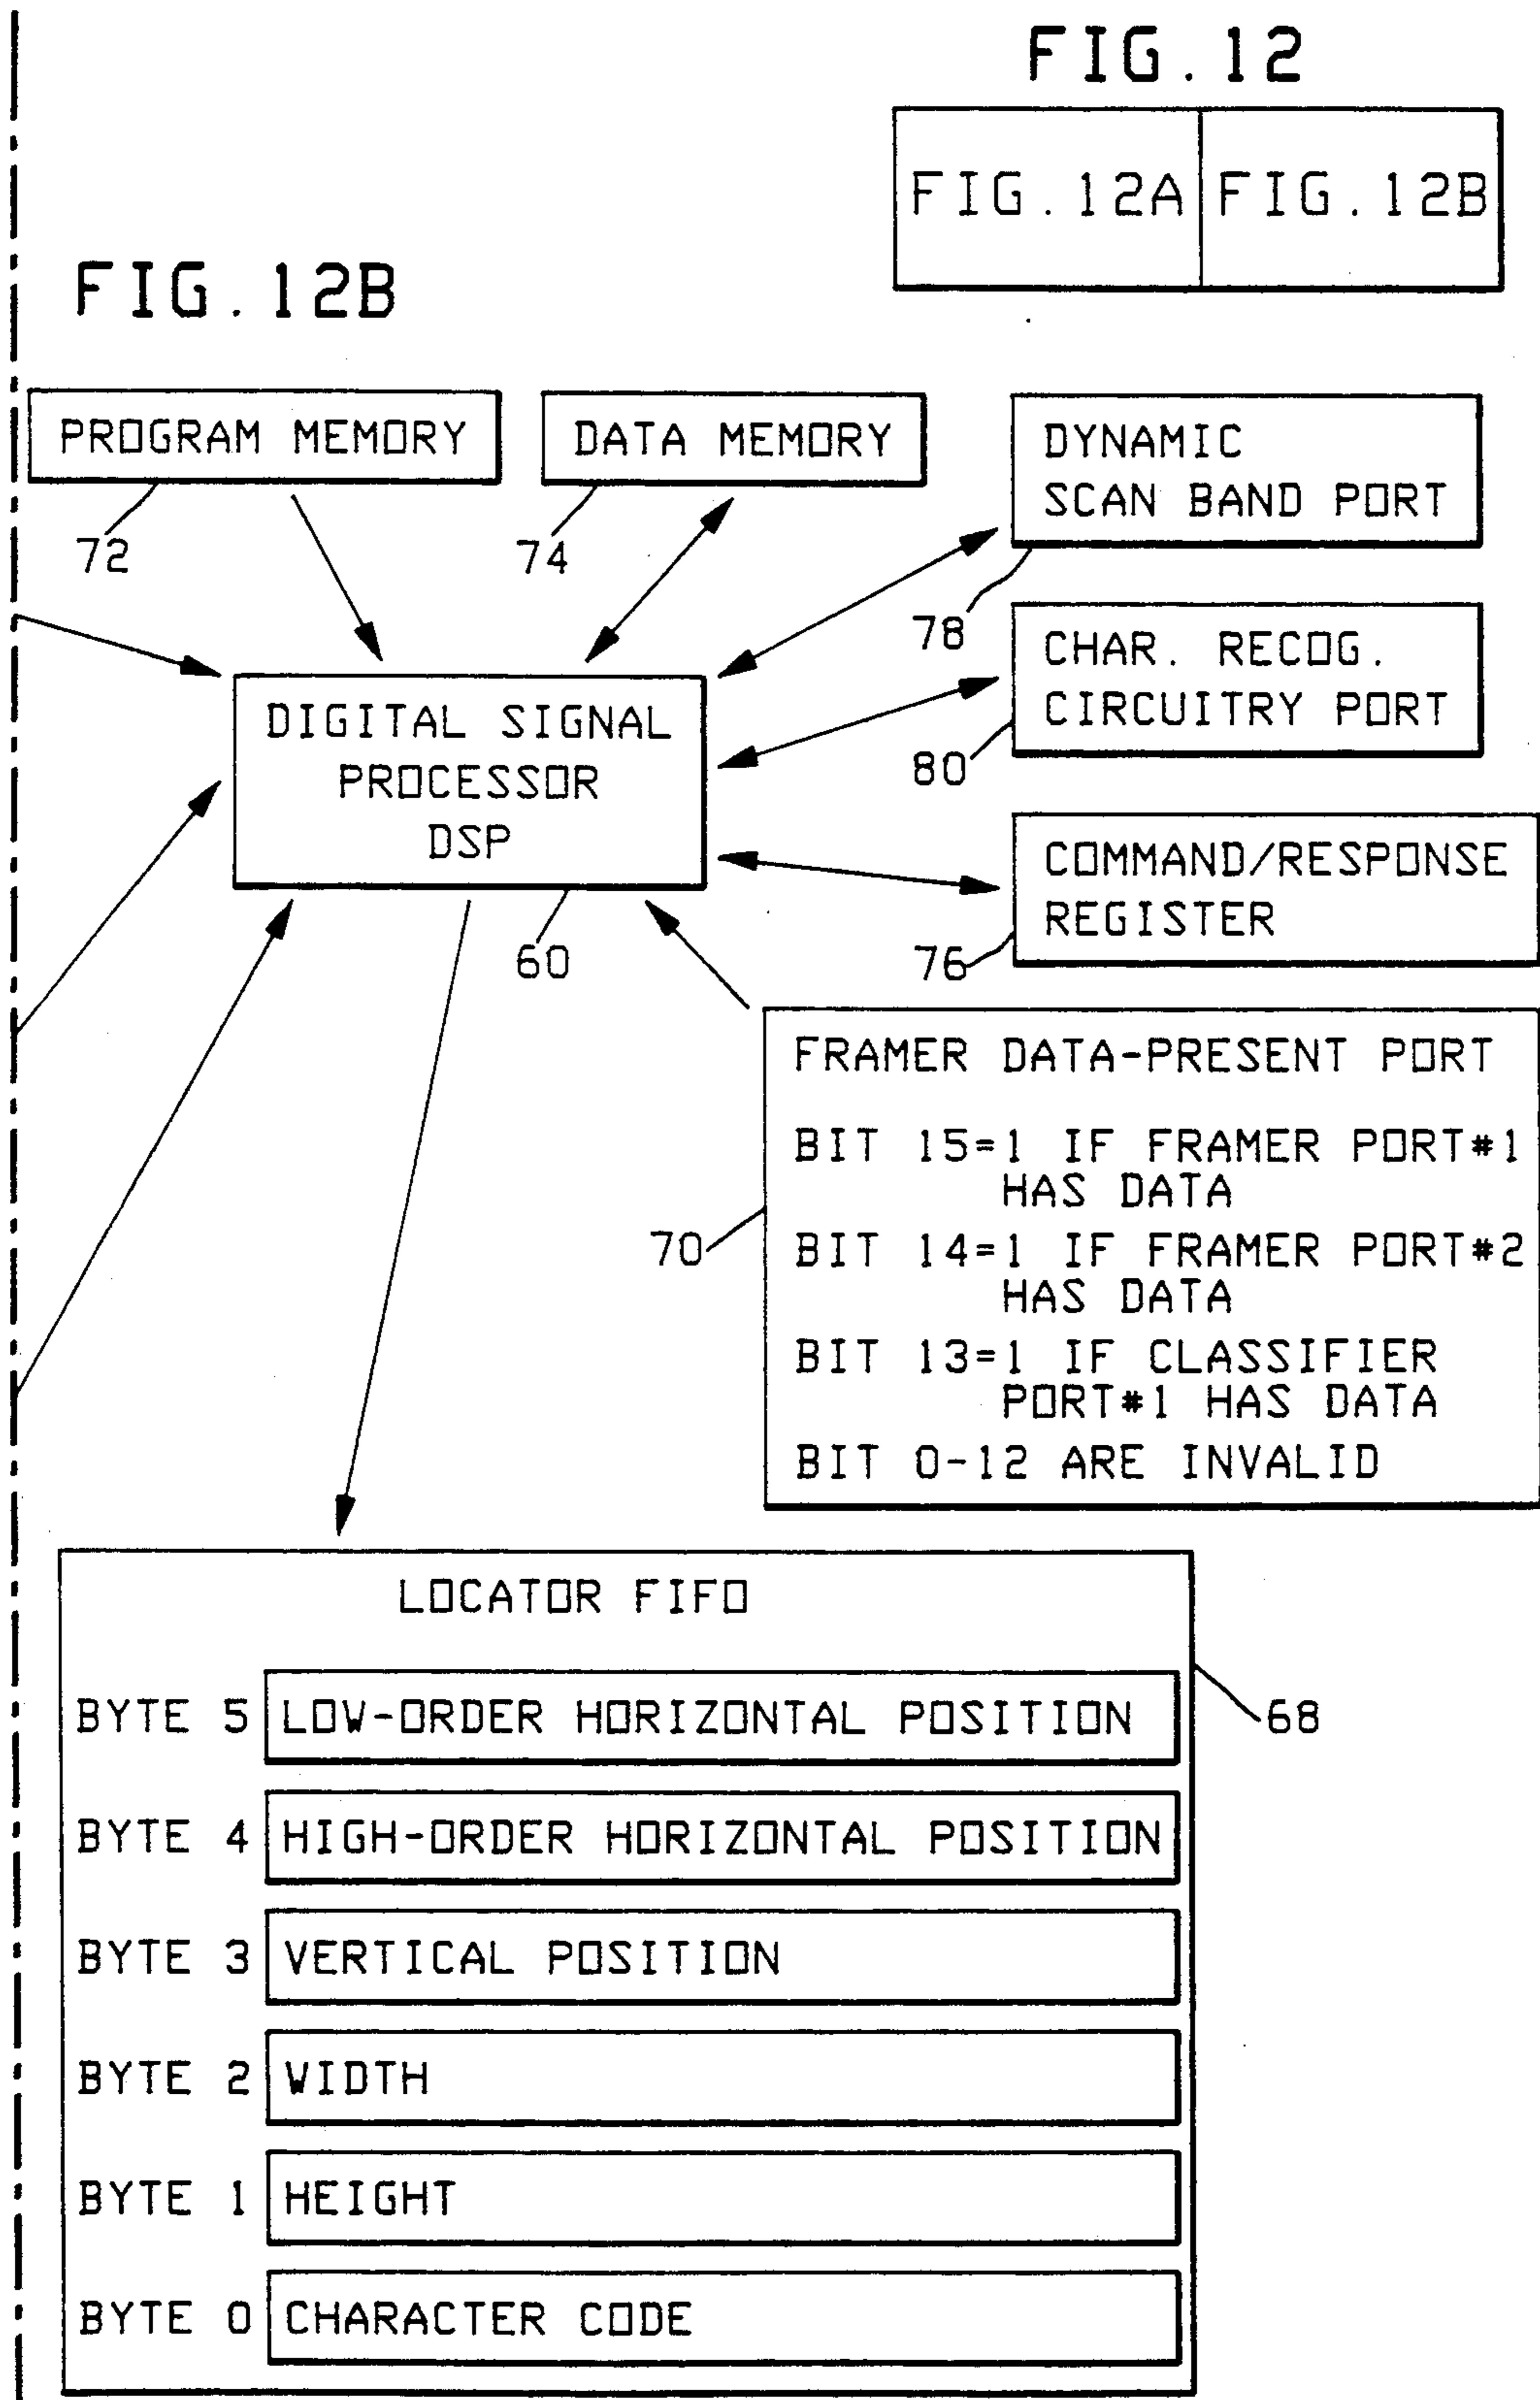 FIG. 12
FIG. 12A FIG. 12B
FIG. 12B
PROGRAM MEMORY
72
DATA MEMORY
74
DYNAMIC
SCAN BAND PORT
78
CHAR. RECOG.
CIRCUITRY PORT
80
DIGITAL SIGNAL
PROCESSOR
DSP
60
COMMAND/RESPONSE
REGISTER
76
FRAMER DATA-PRESENT PORT
BIT 15=1 IF FRAMER PORT#1
HAS DATA
BIT 14=1 IF FRAMER PORT#2
HAS DATA
BIT 13=1 IF CLASSIFIER
PORT#1 HAS DATA
BIT 0-12 ARE INVALID
70
LOCATOR FIFO
68
BYTE 5 LOW-ORDER HORIZONTAL POSITION
BYTE 4 HIGH-ORDER HORIZONTAL POSITION
BYTE 3 VERTICAL POSITION
BYTE 2 WIDTH
BYTE 1 HEIGHT
BYTE 0 CHARACTER CODE